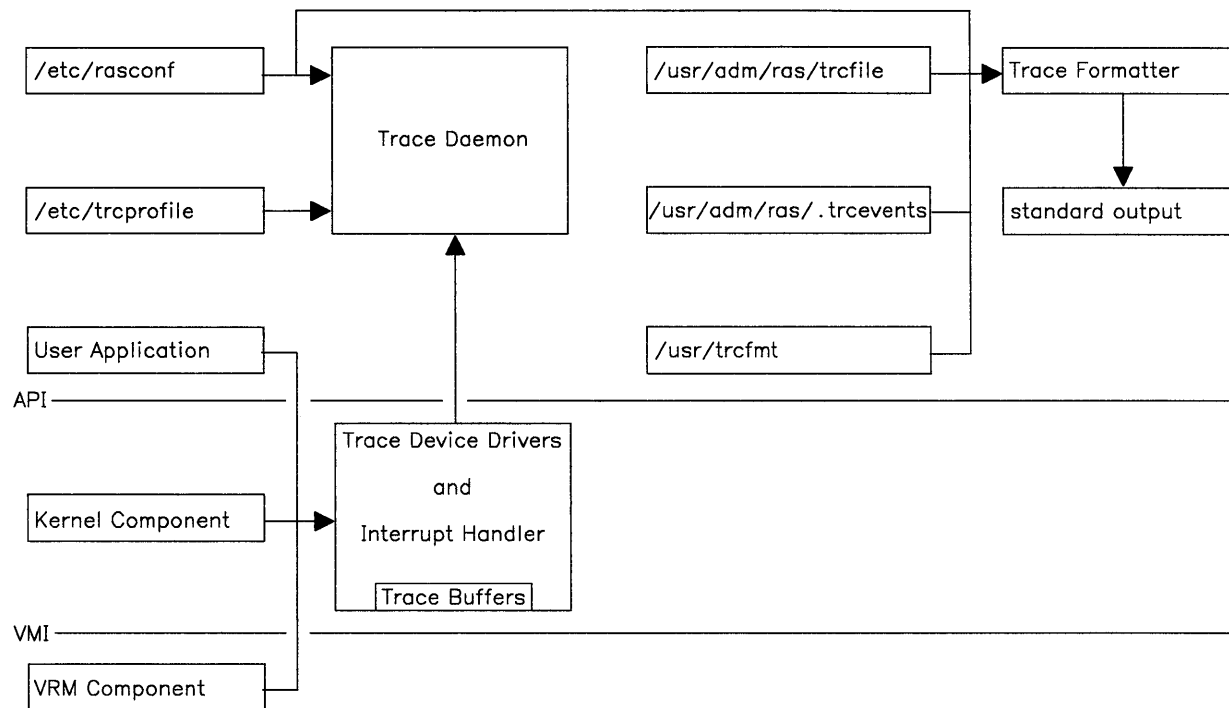 /etc/rasconf
/usr/adm/ras/trcfile
Trace Formatter
Trace Daemon
/etc/trcprofile
/usr/adm/ras/.trcevents
standard output
User Application
/usr/trcfmt
API
Trace Device Drivers
and
Kernel Component
Interrupt Handler
Trace Buffers
VMI
VRM Component